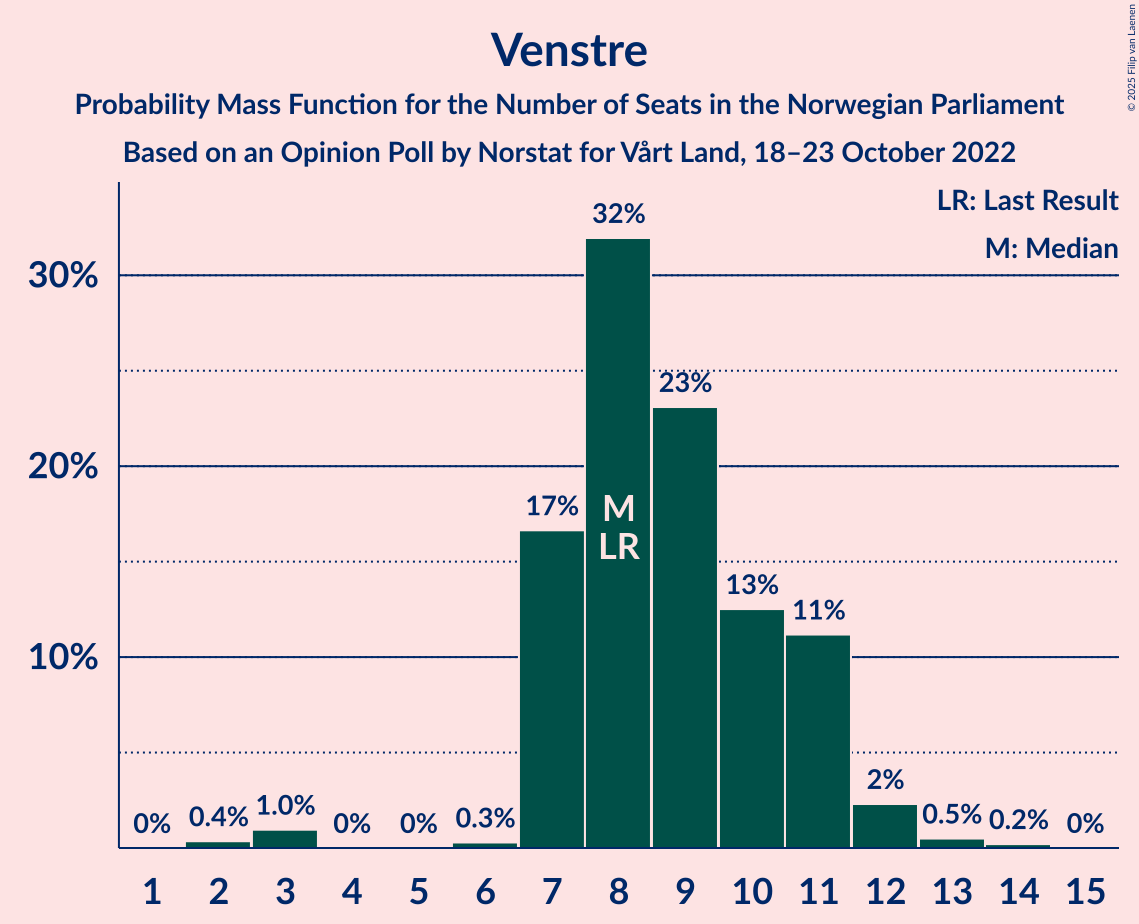 Venstre
Probability Mass Function for the Number of Seats in the Norwegian Parliament
Based on an Opinion Poll by Norstat for Vårt Land, 18–23 October 2022
© 2025 Filip van Laenen
LR: Last Result
M: Median
30%
20%
10%
0%
0.4%
1.0%
0%
0%
0.3%
17%
32%
23%
13%
11%
2%
0.5%
0.2%
0%
M
LR
1 2 3 4 5 6 7 8 9 10 11 12 13 14 15